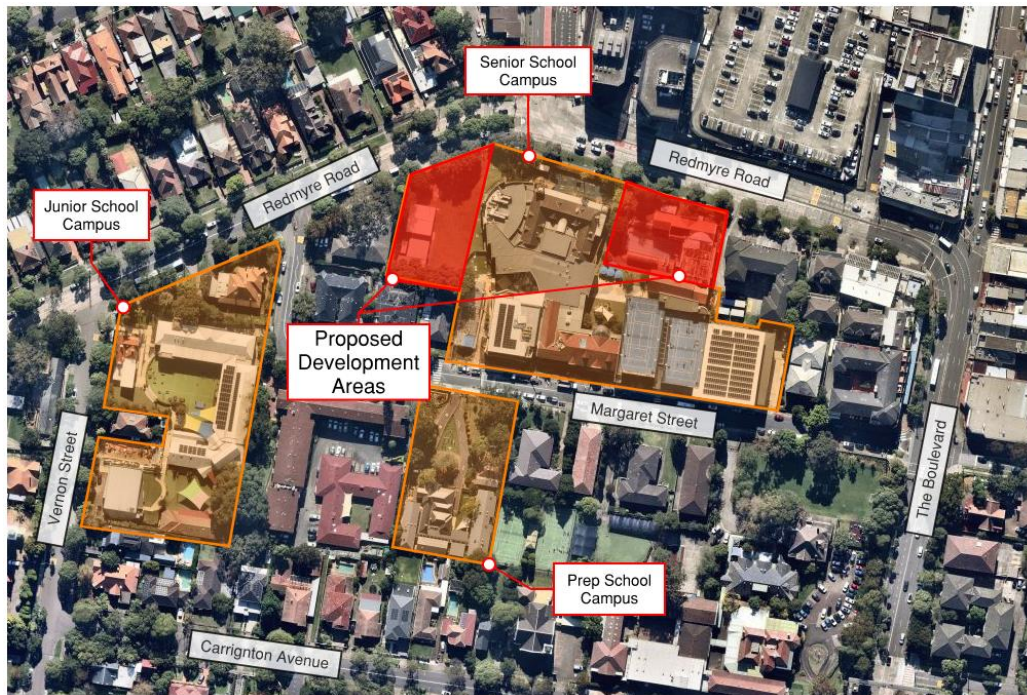 Senior School
Campus
Redmyre Road
Redmyre Road
Junior School
Campus
Proposed
Development
Areas
Margaret Street
Vernon Street
The Boulevard
Prep School
Campus
Carrignton Avenue